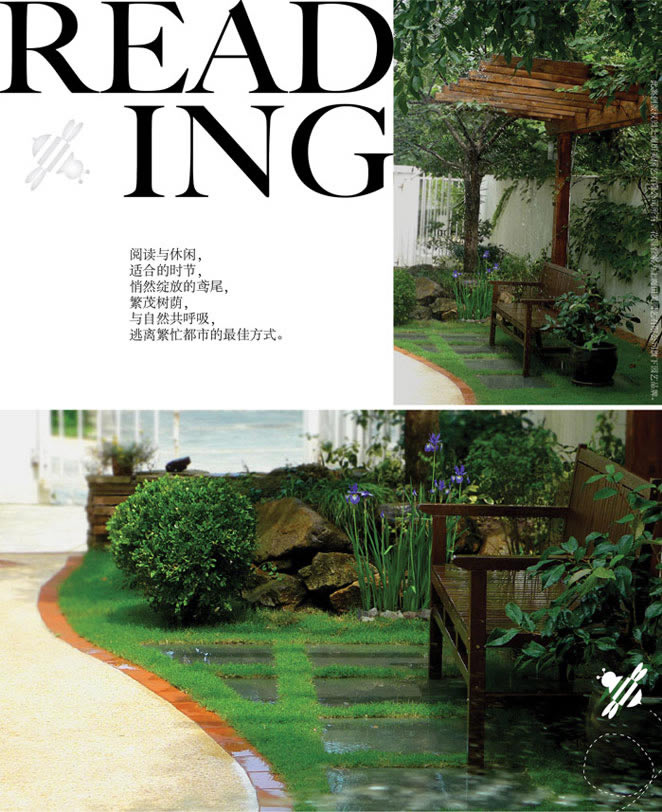 READ
ING
阅读与休闲，
适合的时节，
悄然绽放的鸢尾，
繁茂树荫，
与自然共呼吸，
逃离繁忙都市的最佳方式。